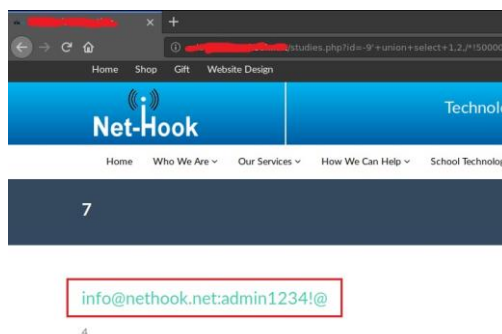 /studies.php?id=-9'+union+select+1,2,/*!50000
Home Shop Gift Website Design
Net-Hook
Home Who We Are Our Services How We Can Help School
7
info@nethook.net:admin1234!@
4